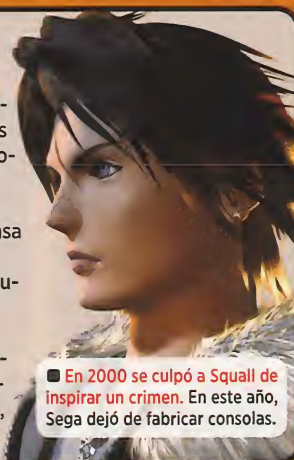 ■ En 2000 se culpó a Squall de
inspirar un crimen. En este año,
Sega dejó de fabricar consolas.